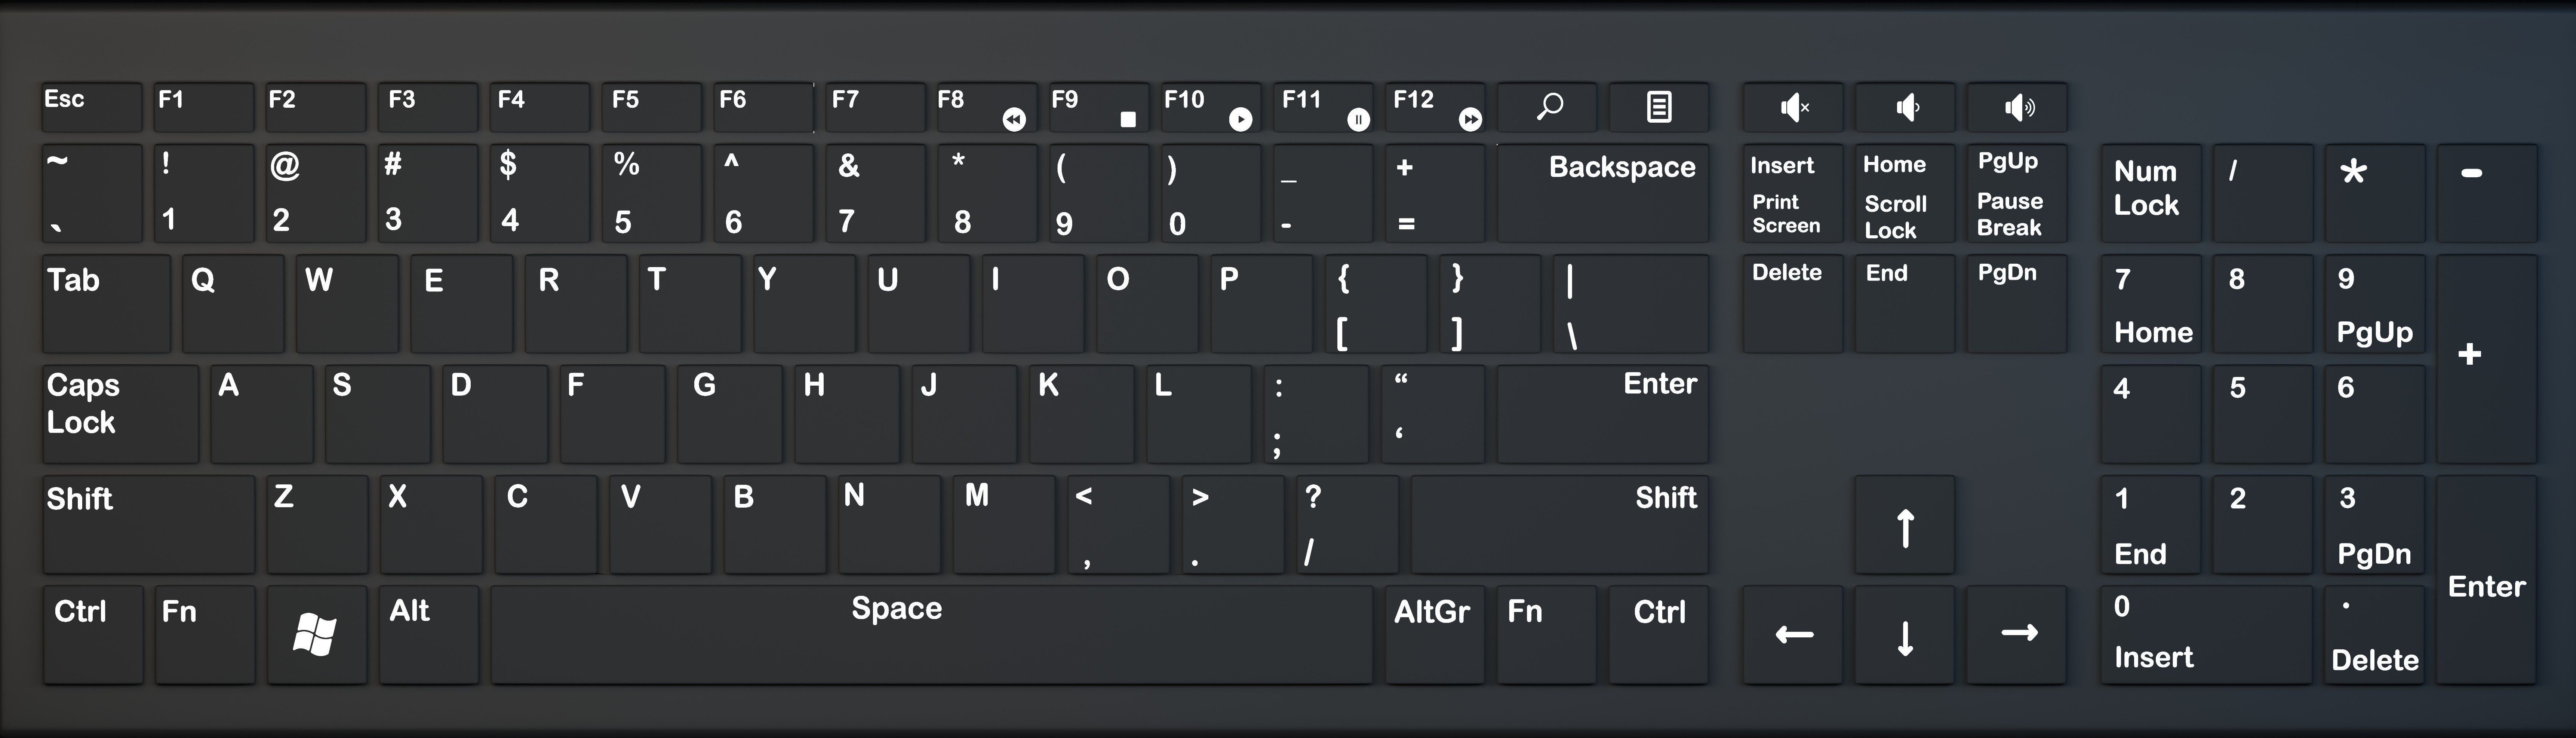 Esc F1 F2 F3 F4 F5 F6 F7 F8 F9 F10 F11 F12
~ ! @ # $ % ^ & * ( ) _ + Backspace Insert Home PgUp Num / * -
Print Scroll Pause Lock
` 1 2 3 4 5 6 7 8 9 0 - = Screen Lock Break
Tab Q W E R T Y U I O P { } | Delete End PgDn 7 8 9
[ ] \ Home PgUp +
Caps A S D F G H J K L : “ Enter 4 5 6
Lock ; ‘
Shift Z X C V B N M < > ? Shift ↑ 1 2 3
, . / End PgDn Enter
Ctrl Fn Alt Space AltGr Fn Ctrl ← ↓ → 0 .
Insert Delete